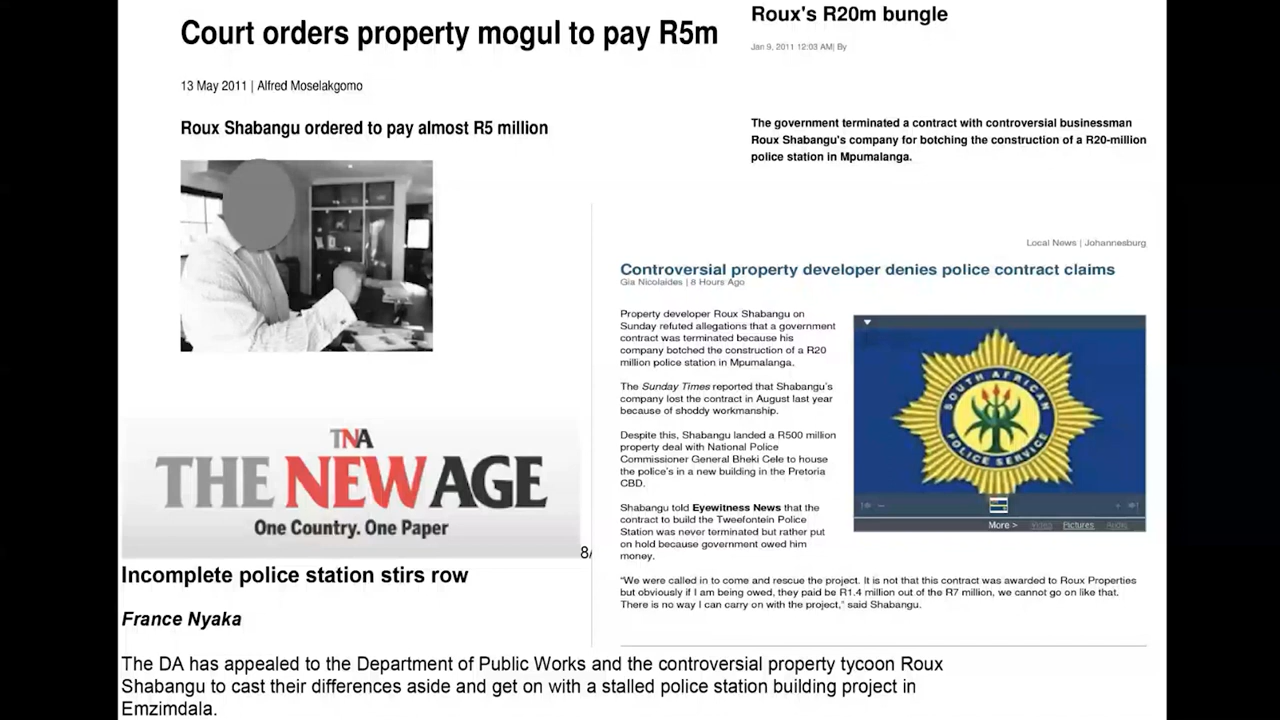 Court orders property mogul to pay R5m
13 May 2011 | Alfred Moselakgomo
Roux Shabangu ordered to pay almost R5 million
Roux's R20m bungle
Jan 9, 2011 12:03 AM| By
The government terminated a contract with controversial businessman
Roux Shabangu's company for botching the construction of a R20-million
police station in Mpumalanga.
Local News | Johannesburg
Controversial property developer denies police contract claims
Gia Nicolaides | 8 Hours Ago
Property developer Roux Shabangu on
Sunday refuted allegations that a government
contract was terminated because his
company botched the construction of a R20
million police station in Mpumalanga.
The Sunday Times reported that Shabangu's
company lost the contract in August last year
because of shoddy workmanship.
Despite this, Shabangu landed a R500 million
property deal with National Police
Commissioner General Bheki Cele to house
the police's in a new building in the Pretoria
CBD.
Shabangu told Eyewitness News that the
contract to build the Tweefontein Police
Station was never terminated but rather put
on hold because government owed him
money.
"We were called in to come and rescue the project. It is not that this contract was awarded to Roux Properties
but obviously if I am being owed, they paid be R1.4 million out of the R7 million, we cannot go on like that.
There is no way I can carry on with the project," said Shabangu.
SOUTH AFRICAN
POLICE SERVICE
More > Video Pictures Audio
TNA
THE NEW AGE
One Country. One Paper
8/
Incomplete police station stirs row
France Nyaka
The DA has appealed to the Department of Public Works and the controversial property tycoon Roux
Shabangu to cast their differences aside and get on with a stalled police station building project in
Emzimdala.